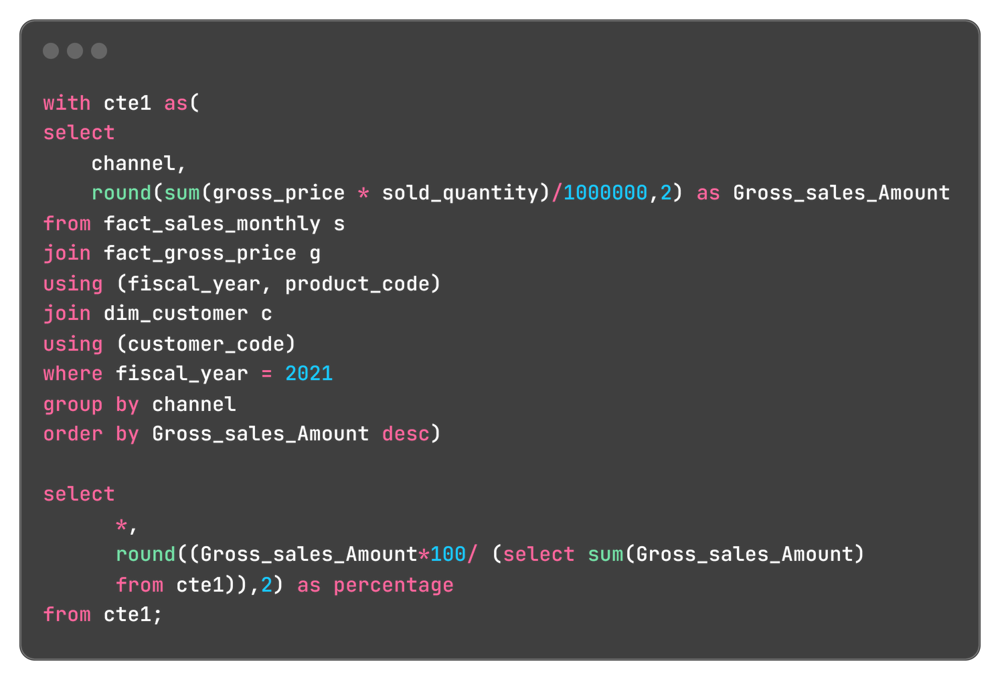 with cte1 as(
select
    channel,
    round(sum(gross_price * sold_quantity)/1000000,2) as Gross_sales_Amount
from fact_sales_monthly s
join fact_gross_price g
using (fiscal_year, product_code)
join dim_customer c
using (customer_code)
where fiscal_year = 2021
group by channel
order by Gross_sales_Amount desc)

select
      *,
      round((Gross_sales_Amount*100/ (select sum(Gross_sales_Amount)
      from cte1)),2) as percentage
from cte1;